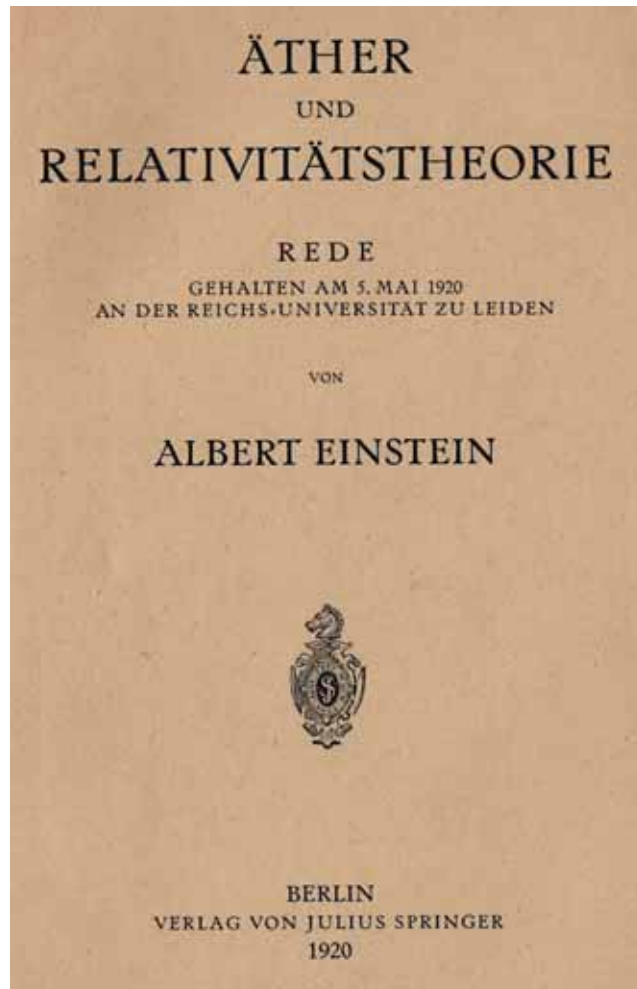 ÄTHER
UND
RELATIVITÄTSTHEORIE
REDE
GEHALTEN AM 5. MAI 1920
AN DER REICHS-UNIVERSITÄT ZU LEIDEN
VON
ALBERT EINSTEIN
BERLIN
VERLAG VON JULIUS SPRINGER
1920